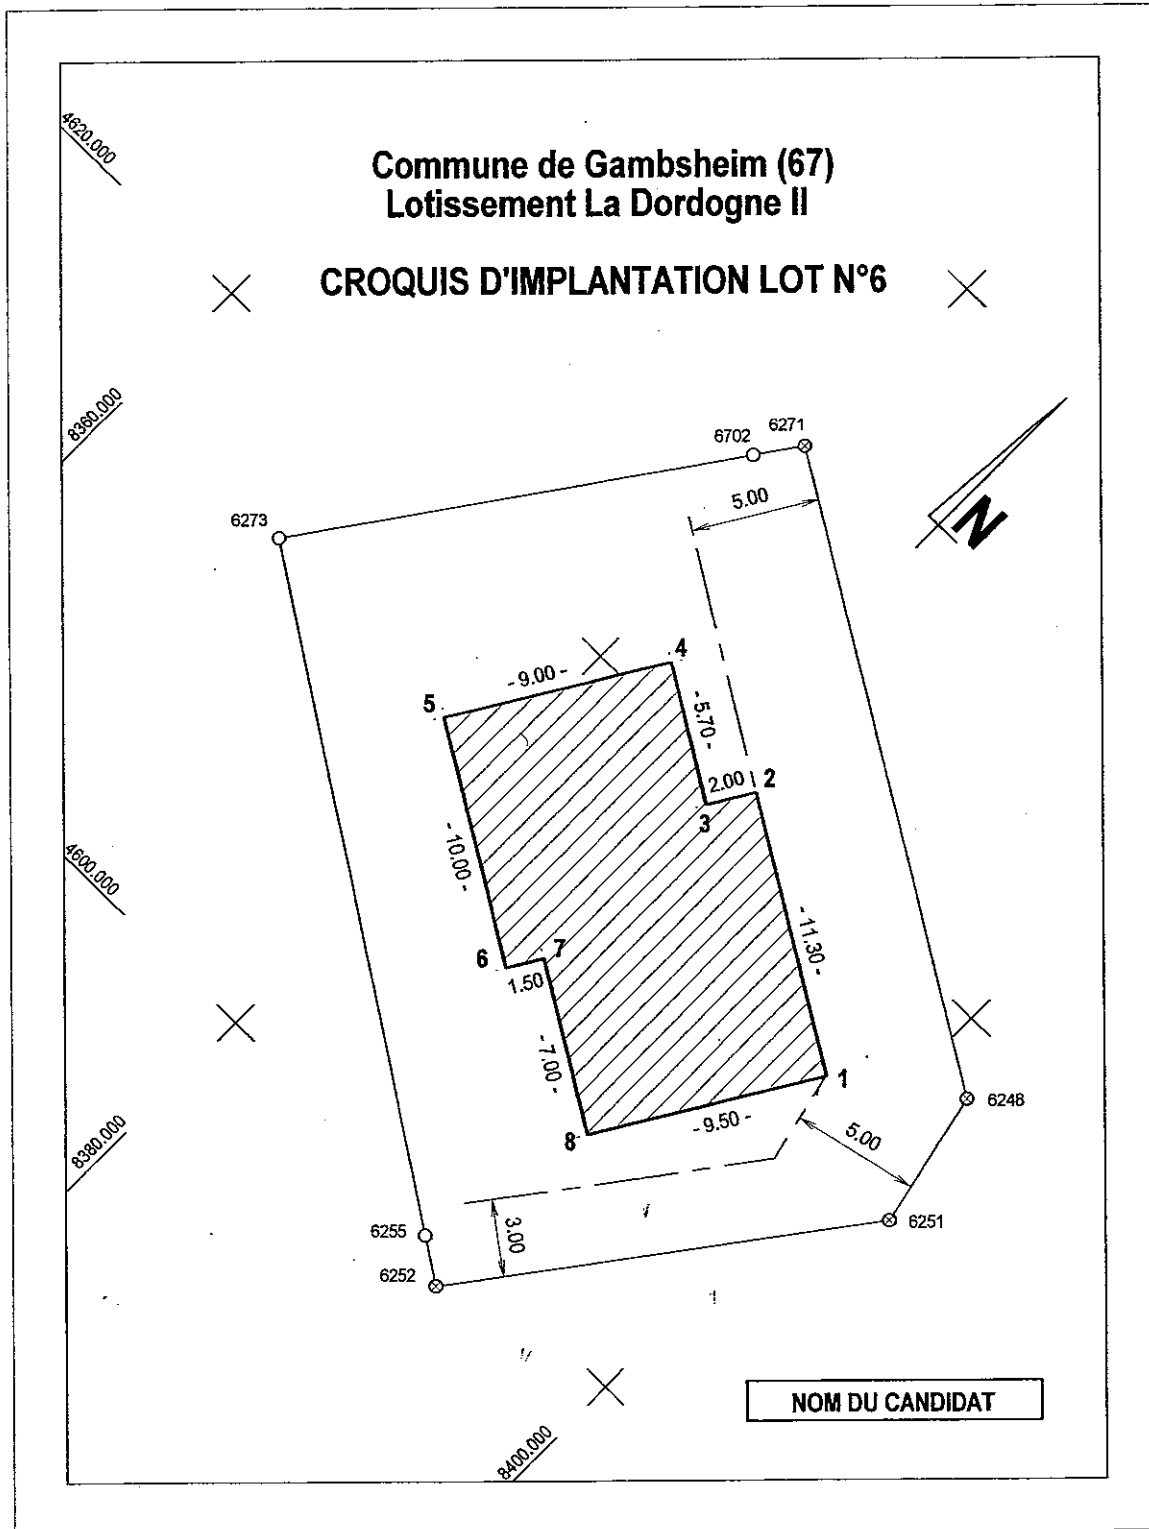 4620.000
Commune de Gambsheim (67)
Lotissement La Dordogne II
CROQUIS D'IMPLANTATION LOT N°6
8360.000
6702
6271
5.00
6273
N
4
- 9.00 -
5
- 5.70 -
2.00
2
3
- 10.00 -
4600.000
- 11.30 -
7
6
1.50
- 7.00 -
1
6248
- 9.50 -
5.00
8
8380.000
6255
3.00
6251
6252
NOM DU CANDIDAT
8400.000